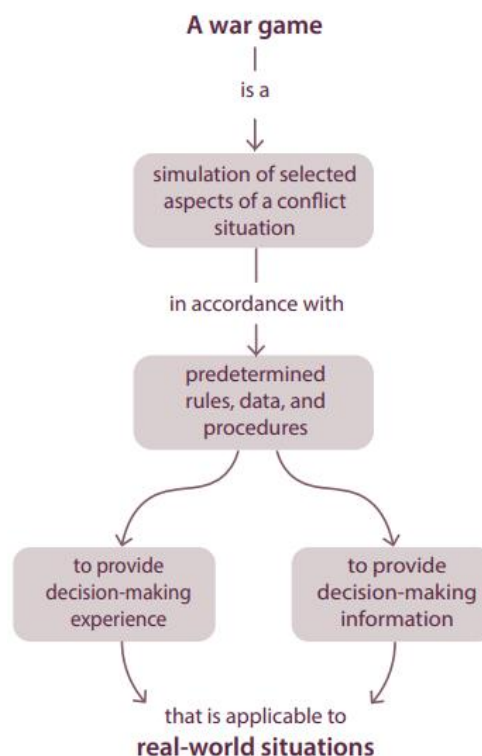 A war game
is a
simulation of selected
aspects of a conflict
situation
in accordance with
predetermined
rules, data, and
procedures
to provide
decision-making
experience
to provide
decision-making
information
that is applicable to
real-world situations